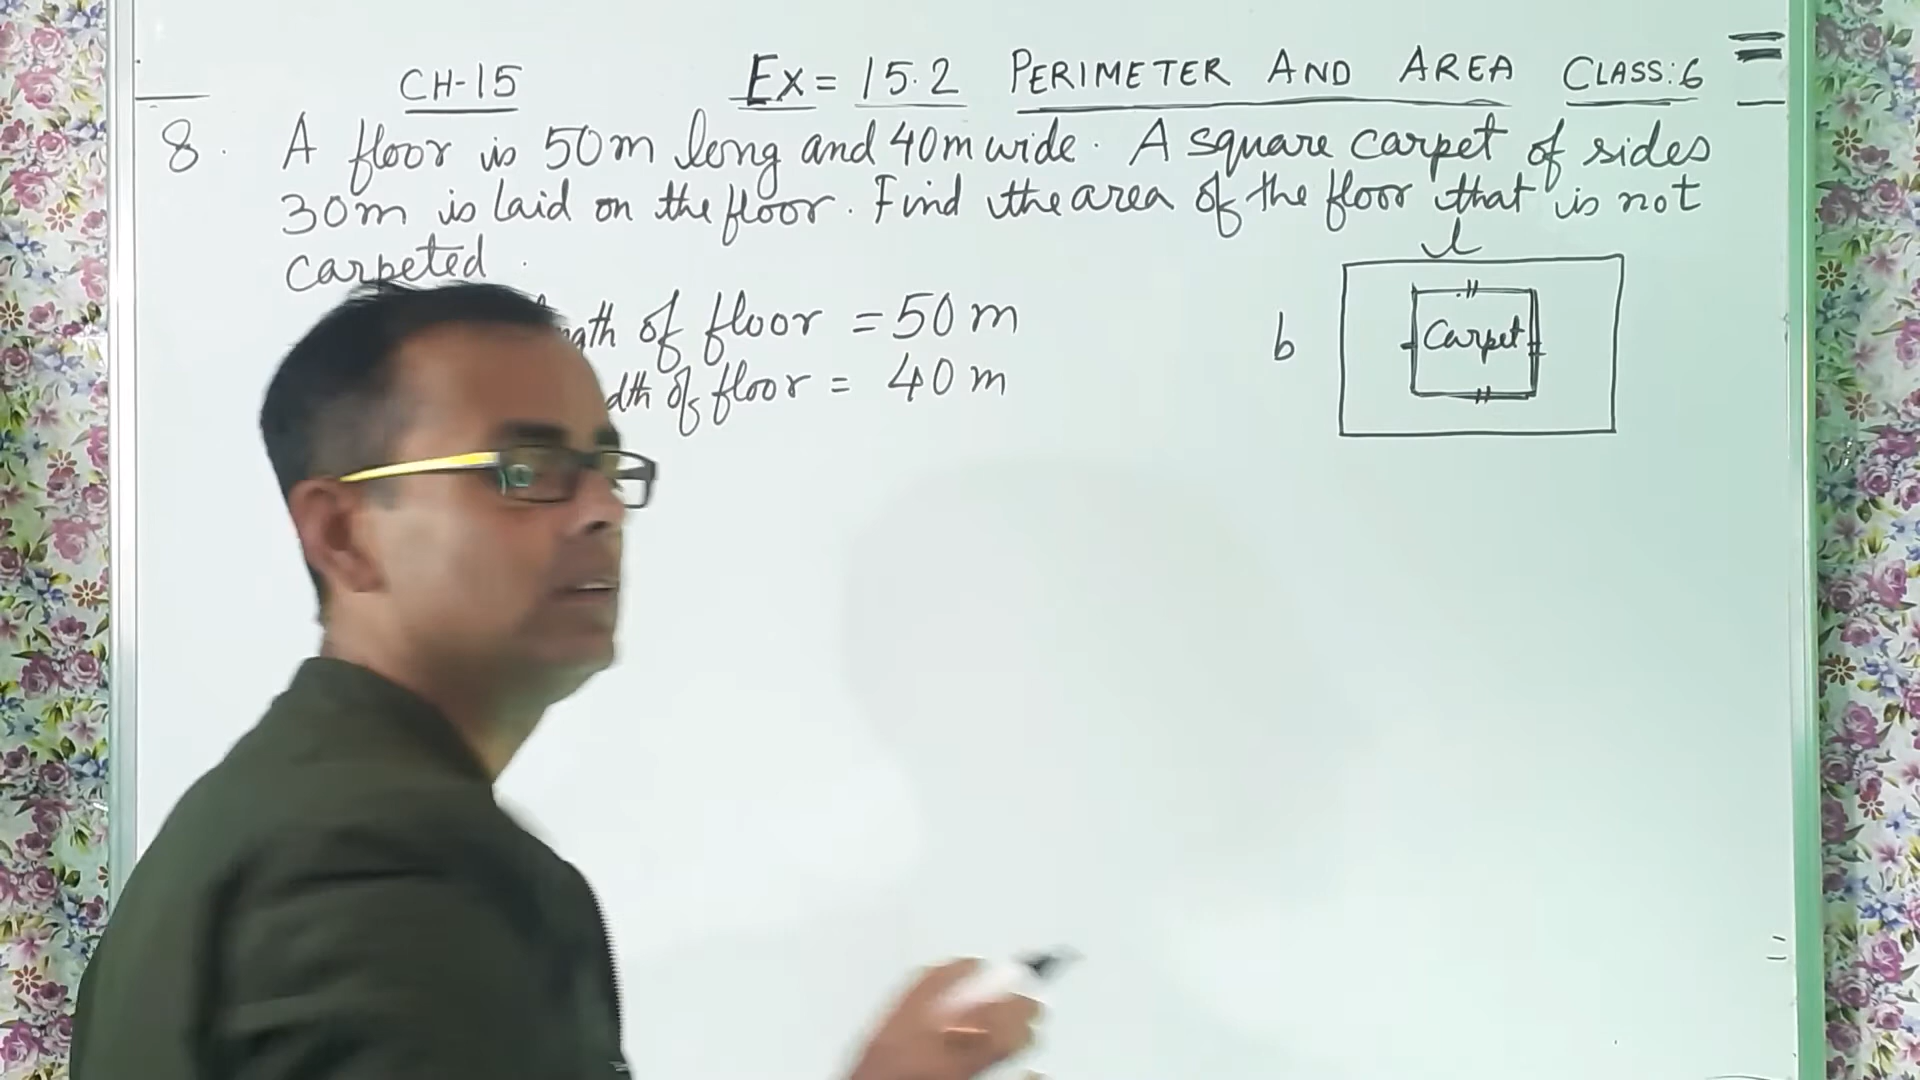 CH-15 Ex = 15.2 PERIMETER AND AREA CLASS:6
8. A floor is 50m long and 40m wide. A square carpet of sides
30m is laid on the floor. Find the area of the floor that is not
carpeted.
l
of floor = 50 m
b
Carpet
of floor = 40 m